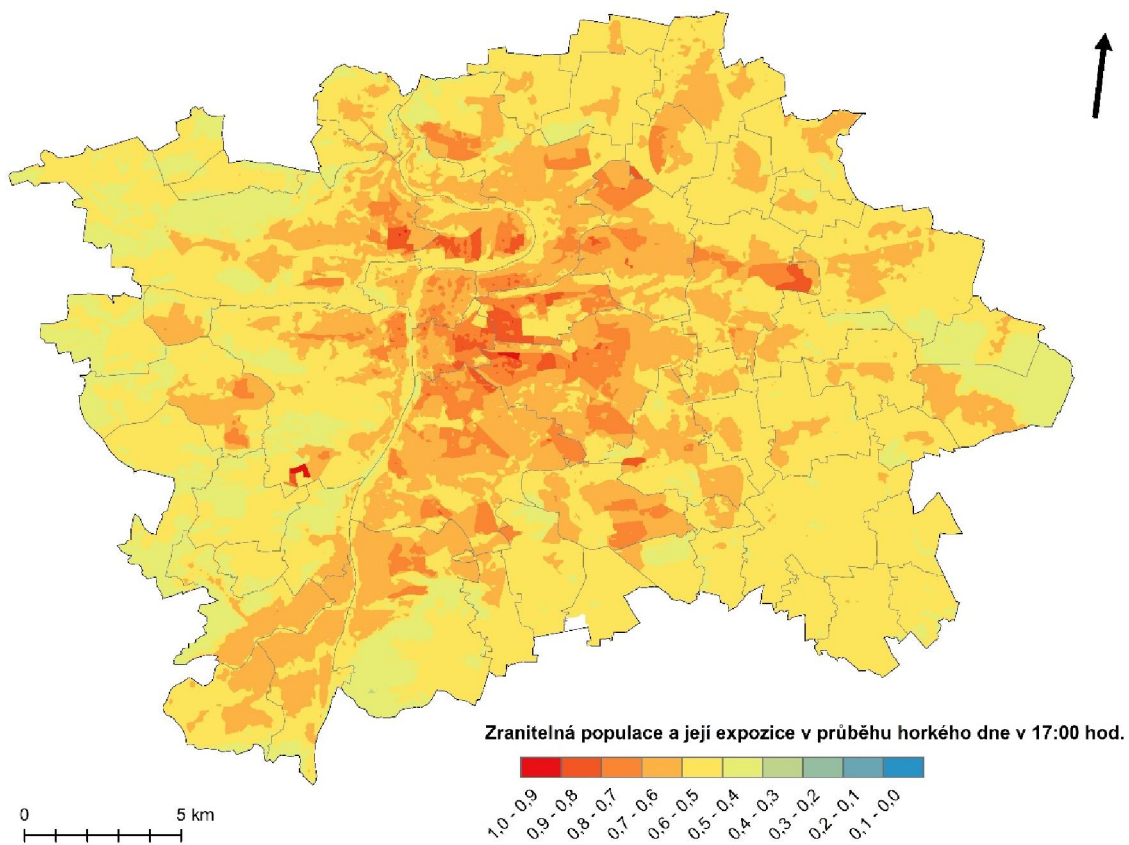 Zranitelná populace a její expozice v průběhu horkého dne v 17:00 hod.
1,0 - 0,9
0,9 - 0,8
0,8 - 0,7
0,7 - 0,6
0,6 - 0,5
0,5 - 0,4
0,4 - 0,3
0,3 - 0,2
0,2 - 0,1
0,1 - 0,0
0 5 km